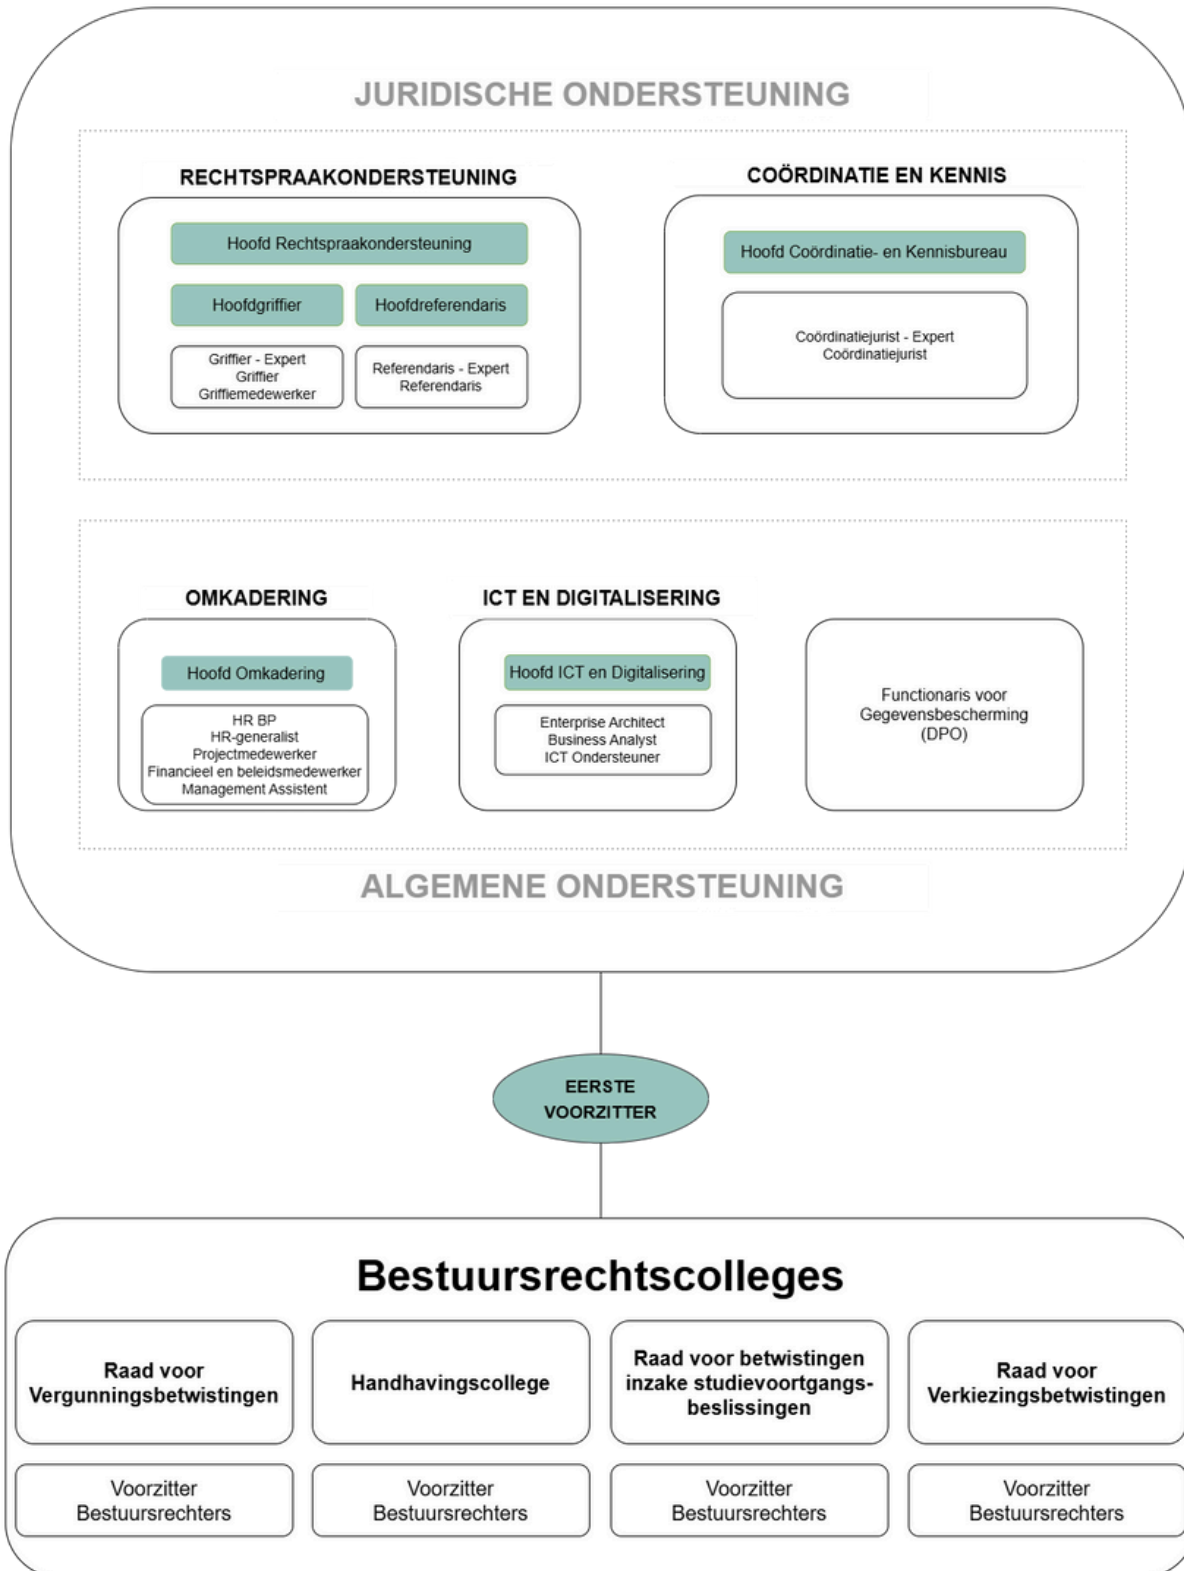 JURIDISCHE ONDERSTEUNING
RECHTSPRAAKONDERSTEUNING
Hoofd Rechtspraakondersteuning
Hoofdgriffier
Hoofdreferendaris
Griffier - Expert
Griffier
Griffiemedewerker
Referendaris - Expert
Referendaris
COÖRDINATIE EN KENNIS
Hoofd Coördinatie- en Kennisbureau
Coördinatiejurist - Expert
Coördinatiejurist
OMKADERING
Hoofd Omkadering
HR BP
HR-generalist
Projectmedewerker
Financieel en beleidsmedewerker
Management Assistent
ICT EN DIGITALISERING
Hoofd ICT en Digitalisering
Enterprise Architect
Business Analyst
ICT Ondersteuner
Functionaris voor
Gegevensbescherming
(DPO)
ALGEMENE ONDERSTEUNING
EERSTE
VOORZITTER
Bestuursrechtscolleges
Raad voor
Vergunningsbetwistingen
Handhavingscollege
Raad voor betwistingen
inzake studievoortgangs-
beslissingen
Raad voor
Verkiezingsbetwistingen
Voorzitter
Bestuursrechters
Voorzitter
Bestuursrechters
Voorzitter
Bestuursrechters
Voorzitter
Bestuursrechters